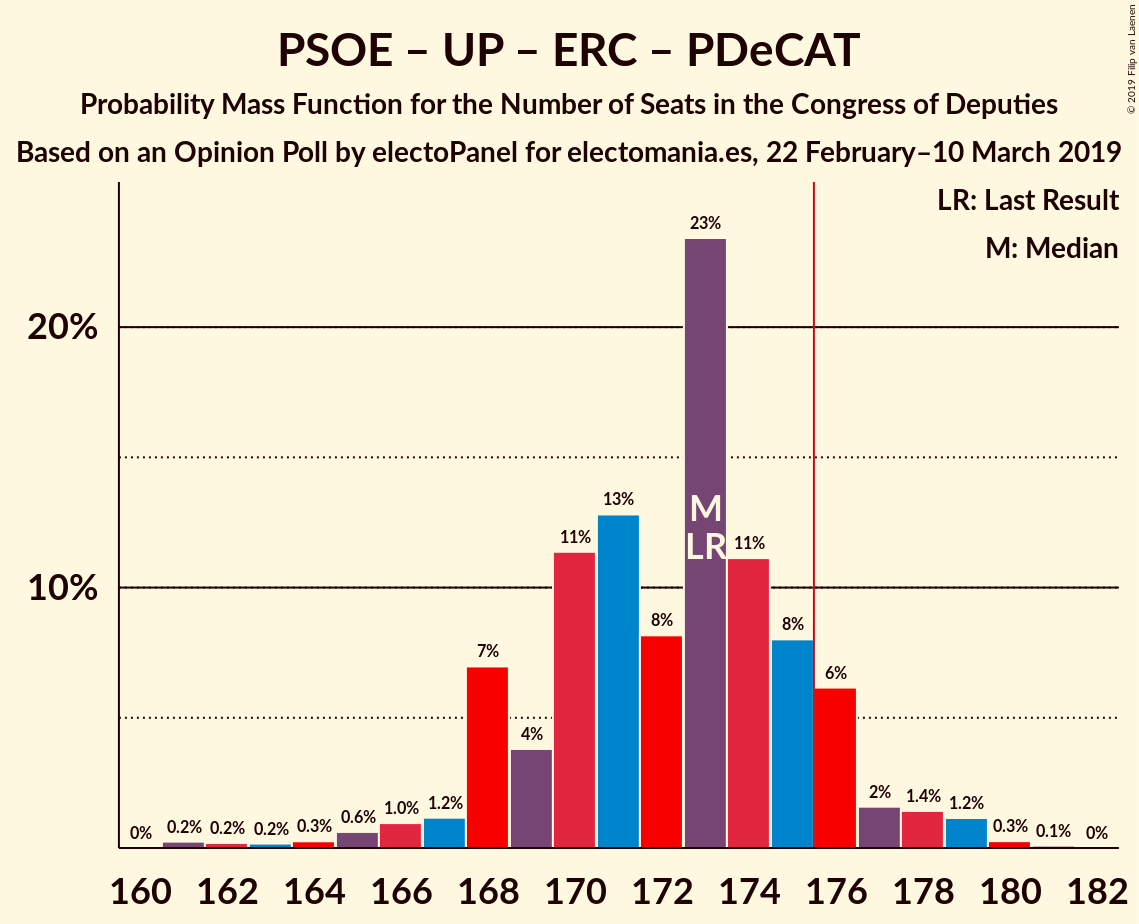 PSOE – UP – ERC – PDeCAT
Probability Mass Function for the Number of Seats in the Congress of Deputies
Based on an Opinion Poll by electoPanel for electomania.es, 22 February–10 March 2019
© 2019 Filip van Laenen
LR: Last Result
M: Median
20%
10%
0% 0.2% 0.2% 0.2% 0.3% 0.6% 1.0% 1.2% 7% 4% 11% 13% 8% 23% 11% 8% 6% 2% 1.4% 1.2% 0.3% 0.1% 0%
M
LR
160 162 164 166 168 170 172 174 176 178 180 182